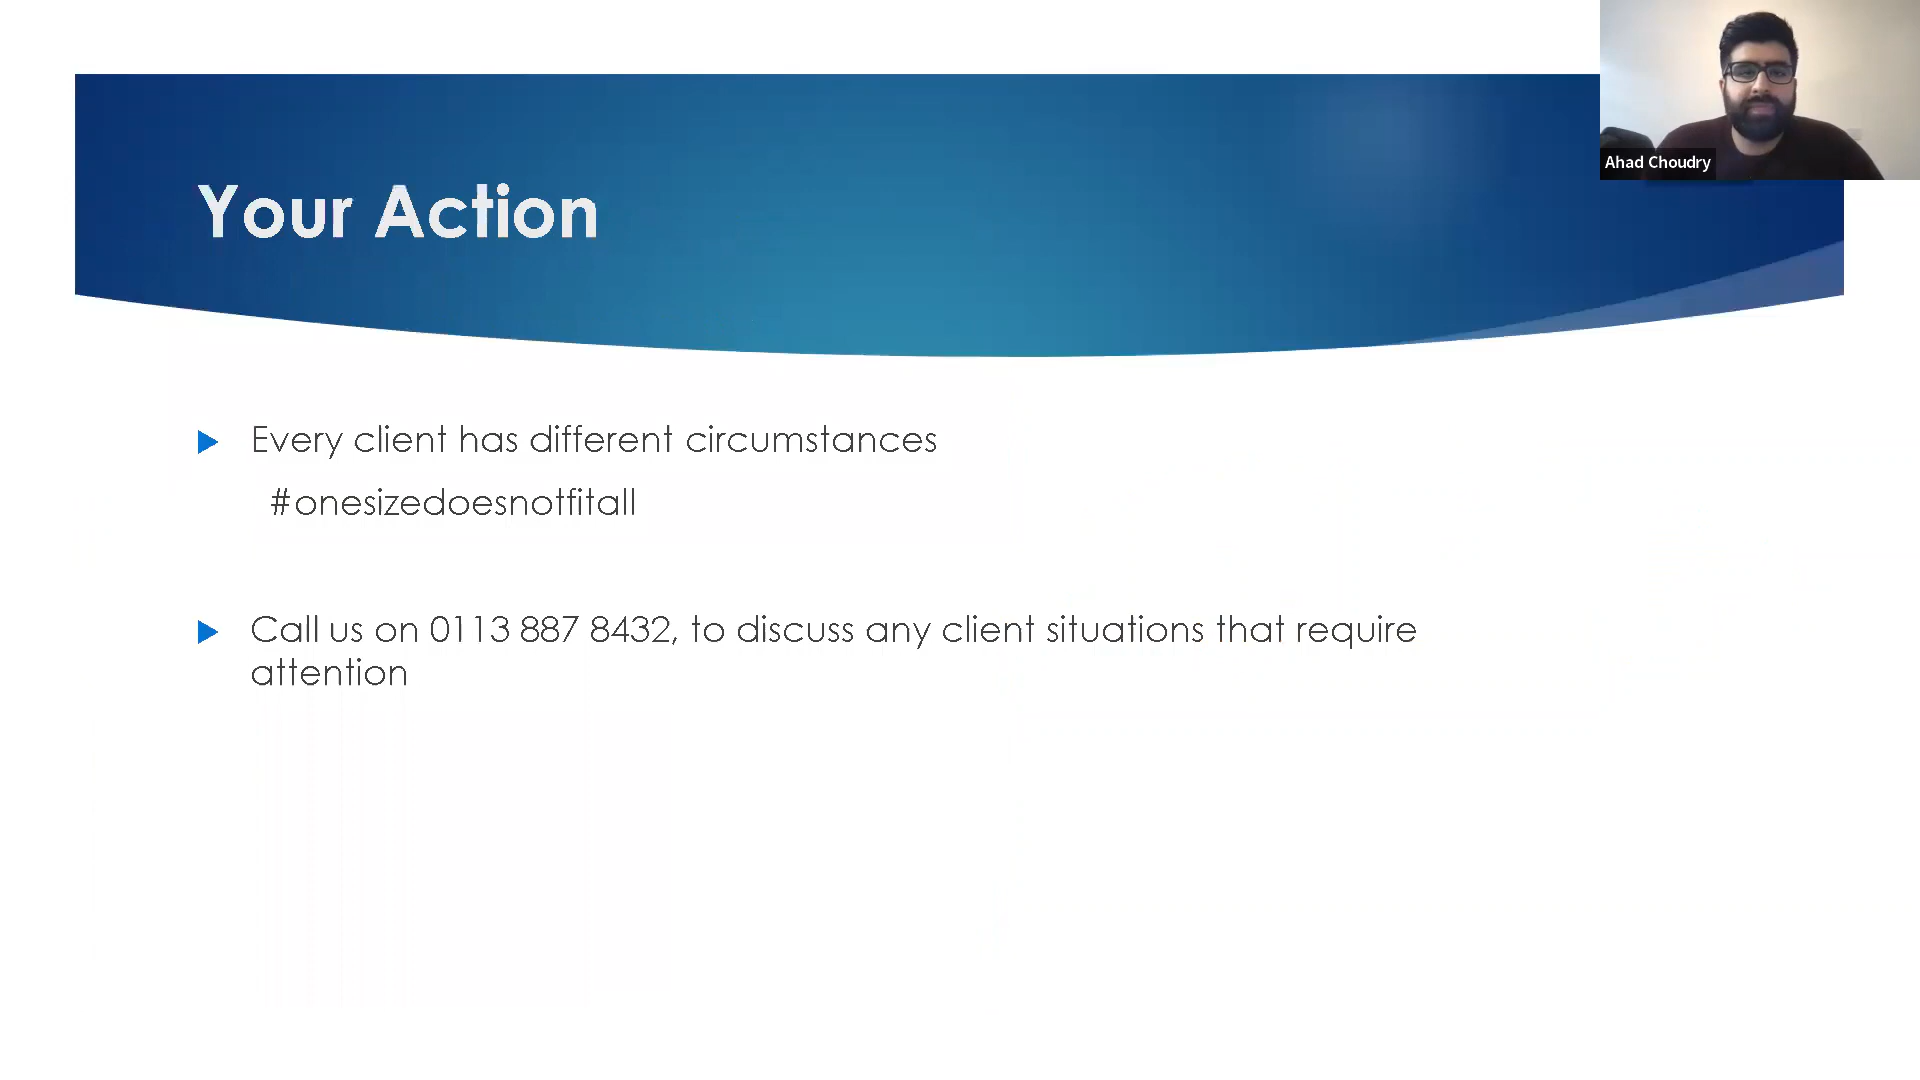 Ahad Choudry
Your Action
Every client has different circumstances
#onesizedoesnotfitall
Call us on 0113 887 8432, to discuss any client situations that require
attention